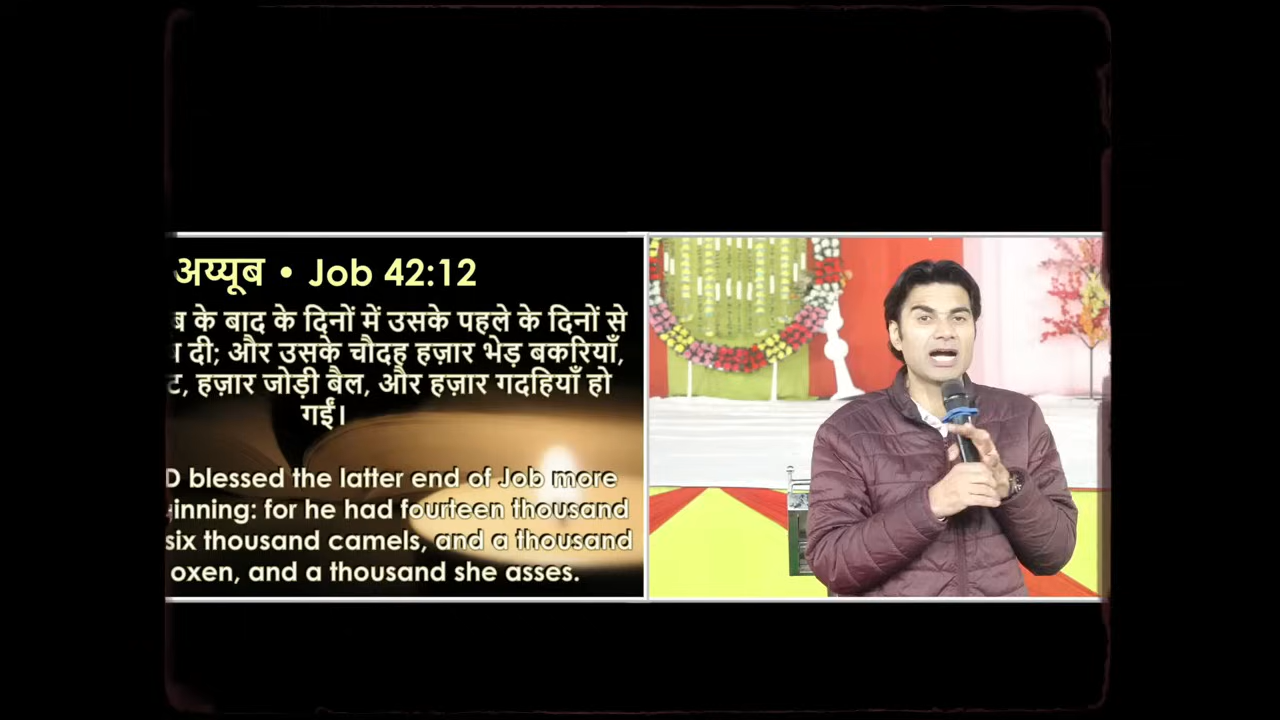 अय्यूब • Job 42:12
के बाद के दिनों में उसके पहले के दिनों से
दी; और उसके चौदह हज़ार भेड़ बकरियाँ,
हज़ार जोड़ी बैल, और हज़ार गदहियाँ हो
गईं।
D blessed the latter end of Job more
ginning: for he had fourteen thousand
six thousand camels, and a thousand
oxen, and a thousand she asses.